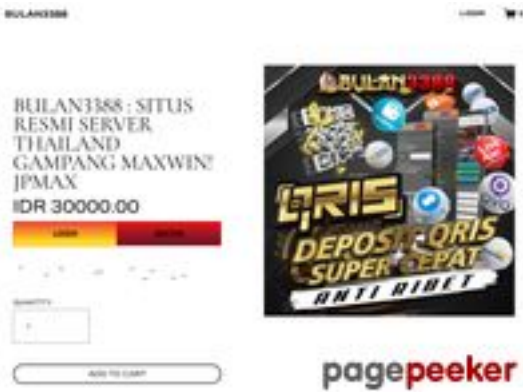 BULAN3388
LOGIN
BULAN3388 : SITUS
RESMI SERVER
THAILAND
GAMPANG MAXWIN!
JPMAX
IDR 30000.00
LOGIN
QUANTITY
ADD TO CART
BULAN3388
QRIS
DEPOSIT QRIS
SUPER CEPAT
ANTI RIBET
pagepeeker